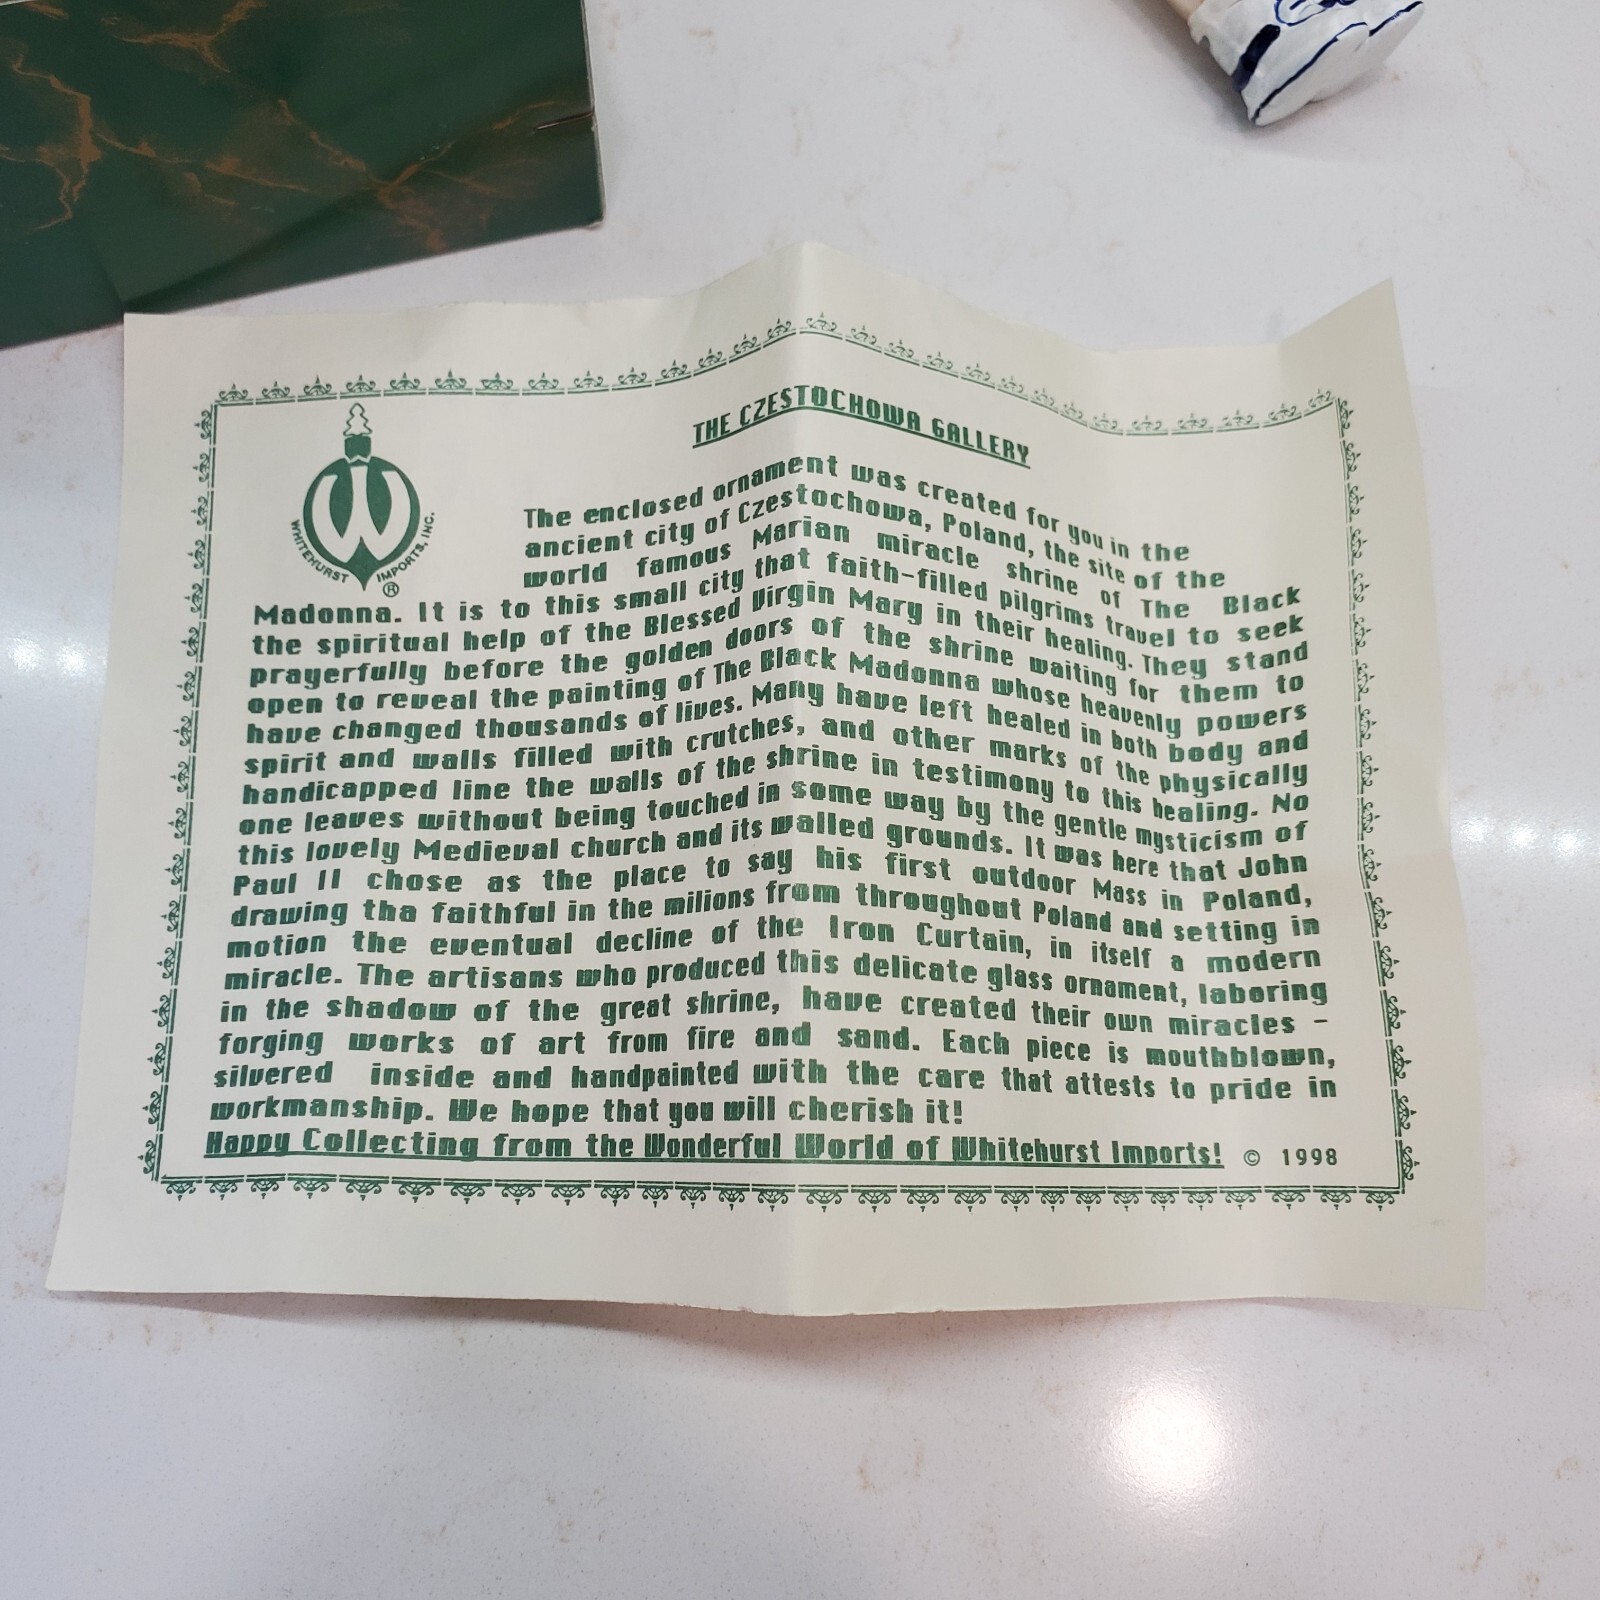 THE CZESTOCHOWA GALLERY
W
WHITEHURST IMPORTS, INC.
®
The enclosed ornament was created for you in the
ancient city of Czestochowa, Poland, the site of the
world famous Marian miracle shrine of The Black
Madonna. It is to this small city that faith-filled pilgrims travel to seek
the spiritual help of the Blessed Virgin Mary in their healing. They stand
prayerfully before the golden doors of the shrine waiting for them to
open to reveal the painting of The Black Madonna whose heavenly powers
have changed thousands of lives. Many have left healed in both body and
spirit and walls filled with crutches, and other marks of the physically
handicapped line the walls of the shrine in testimony to this healing. No
one leaves without being touched in some way by the gentle mysticism of
this lovely Medieval church and its walled grounds. It was here that John
Paul II chose as the place to say his first outdoor Mass in Poland,
drawing tha faithful in the milions from throughout Poland and setting in
motion the eventual decline of the Iron Curtain, in itself a modern
miracle. The artisans who produced this delicate glass ornament, laboring
in the shadow of the great shrine, have created their own miracles -
forging works of art from fire and sand. Each piece is mouthblown,
silvered inside and handpainted with the care that attests to pride in
workmanship. We hope that you will cherish it!
Happy Collecting from the Wonderful World of Whitehurst Imports! © 1998